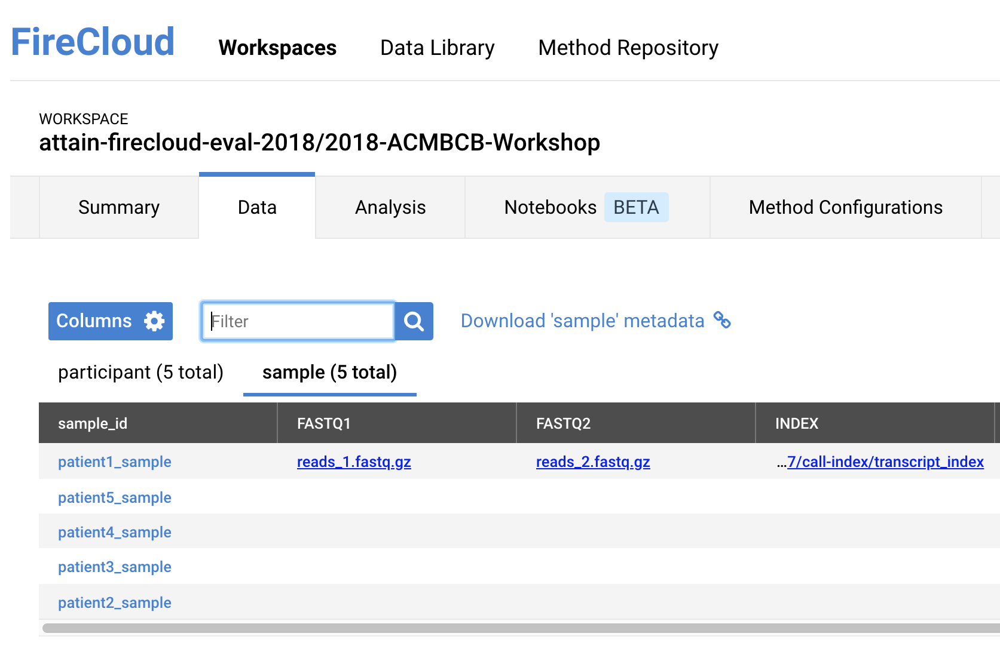 FireCloud Workspaces Data Library Method Repository
WORKSPACE
attain-firecloud-eval-2018/2018-ACMBCB-Workshop
Summary Data Analysis Notebooks BETA Method Configurations
Columns Filter Download 'sample' metadata
participant (5 total) sample (5 total)
sample_id FASTQ1 FASTQ2 INDEX
patient1_sample reads_1.fastq.gz reads_2.fastq.gz ...7/call-index/transcript_index
patient5_sample
patient4_sample
patient3_sample
patient2_sample